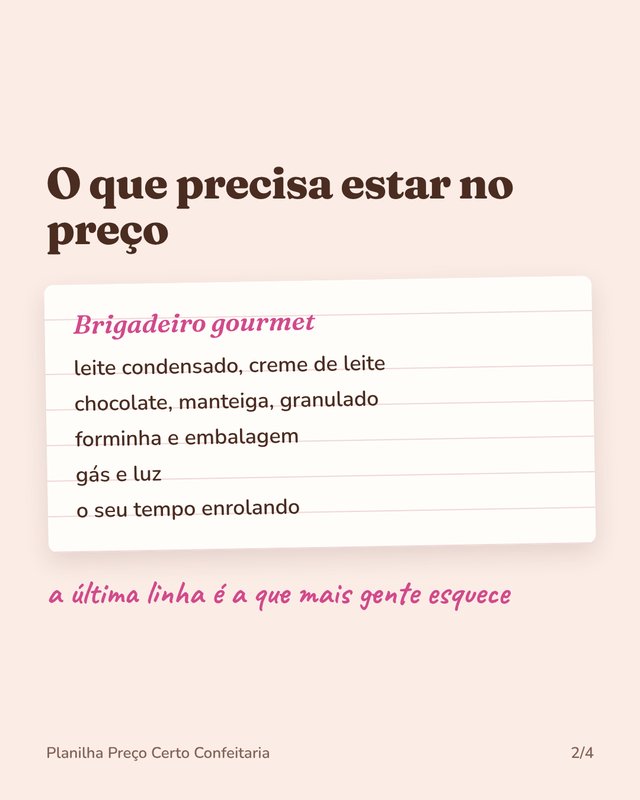 O que precisa estar no
preço
Brigadeiro gourmet
leite condensado, creme de leite
chocolate, manteiga, granulado
forminha e embalagem
gás e luz
o seu tempo enrolando
a última linha é a que mais gente esquece
Planilha Preço Certo Confeitaria
2/4